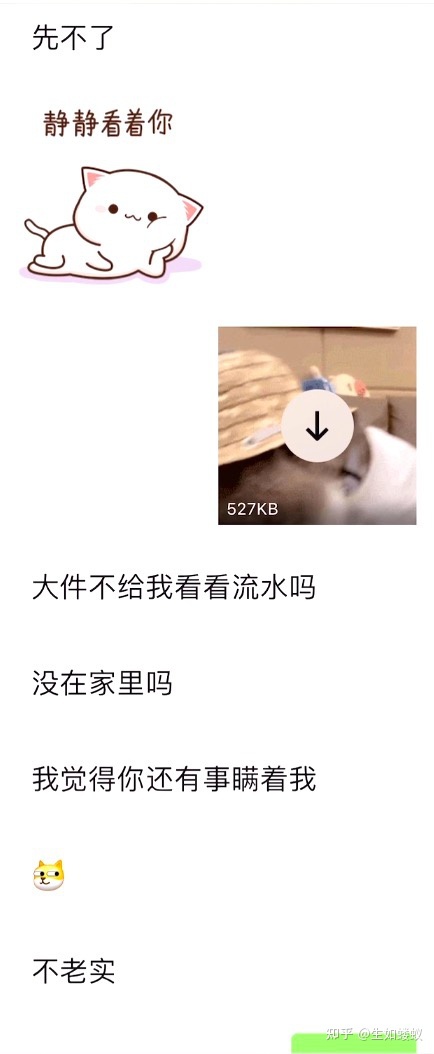 先不了
静静看着你
527KB
大件不给我看看流水吗
没在家里吗
我觉得你还有事瞒着我
不老实
知乎 @生如蝼蚁